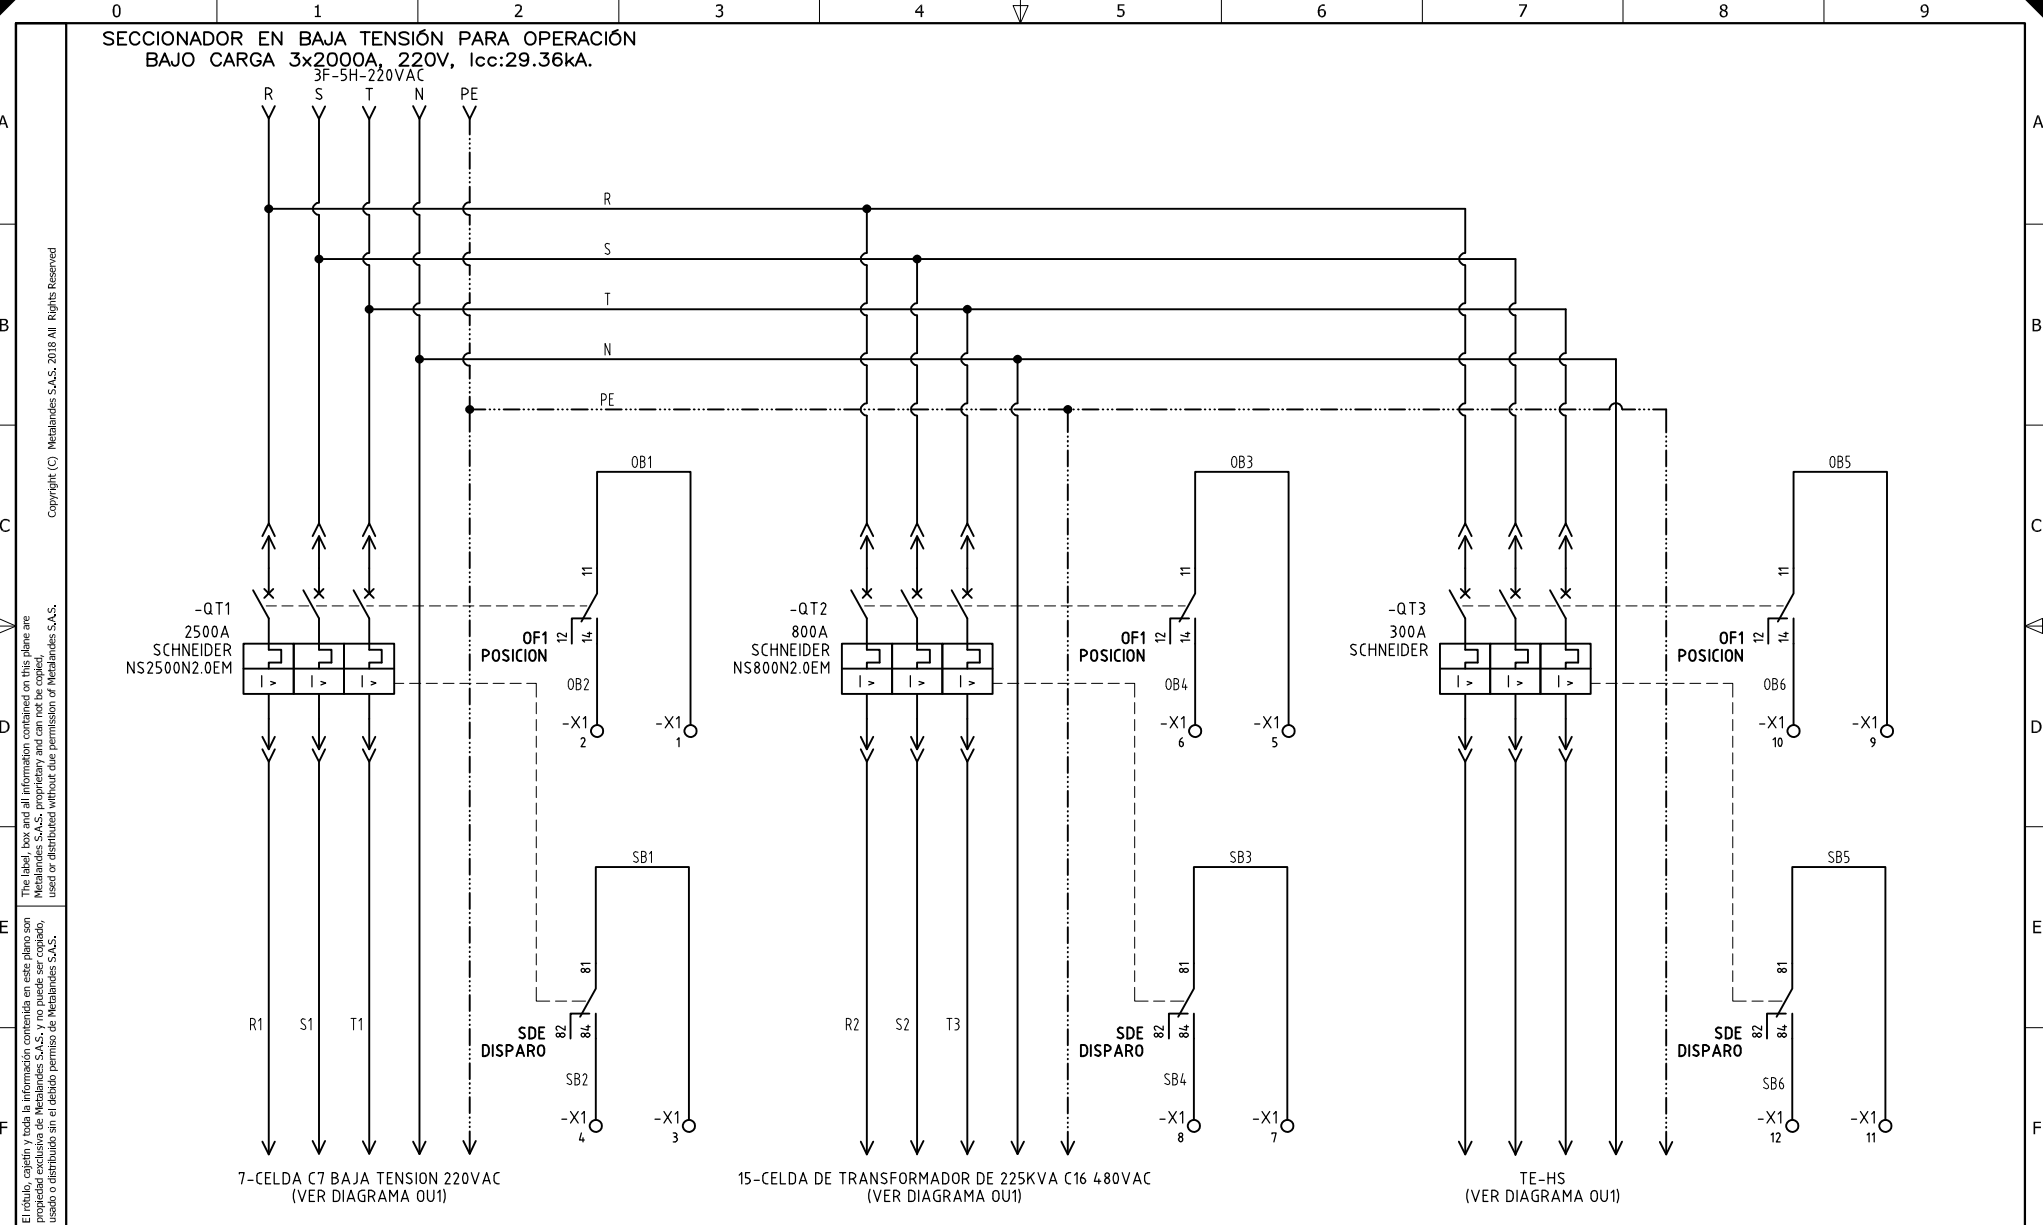 0 1 2 3 4 5 6 7 8 9
SECCIONADOR EN BAJA TENSIÓN PARA OPERACIÓN
BAJO CARGA 3x2000A, 220V, Icc:29.36kA.
3F-5H-220VAC
R S T N PE
A A
R
S
B B
T
N
PE
OB1 OB3 OB5
C C
11 11 11
-QT1
2500A
SCHNEIDER
NS2500N2.0EM
OF1
POSICION
12 14
-QT2
800A
SCHNEIDER
NS800N2.0EM
OF1
POSICION
12 14
-QT3
300A
SCHNEIDER
OF1
POSICION
12 14
I > I > I >
I > I > I >
I > I > I >
OB2 OB4 OB6
D D
-X1 2 -X1 1
-X1 6 -X1 5
-X1 10 -X1 9
SB1 SB3 SB5
E E
81 81 81
R1 S1 T1
SDE
DISPARO
82 84
R2 S2 T3
SDE
DISPARO
82 84
SDE
DISPARO
82 84
SB2 SB4 SB6
F F
-X1 4 -X1 3
-X1 8 -X1 7
-X1 12 -X1 11
7-CELDA C7 BAJA TENSION 220VAC
(VER DIAGRAMA OU1)
15-CELDA DE TRANSFORMADOR DE 225KVA C16 480VAC
(VER DIAGRAMA OU1)
TE-HS
(VER DIAGRAMA OU1)
Copyright (C) Metalandes S.A.S. 2018 All Rights Reserved
The label, box and all information contained on this plane are
Metalandes S.A.S. proprietary and can not be copied,
used or distributed without due permission of Metalandes S.A.S.
El rótulo, cajetín y toda la información contenida en este plano son
propiedad exclusiva de Metalandes S.A.S. y no puede ser copiado,
usado o distribuido sin el debido permiso de Metalandes S.A.S.